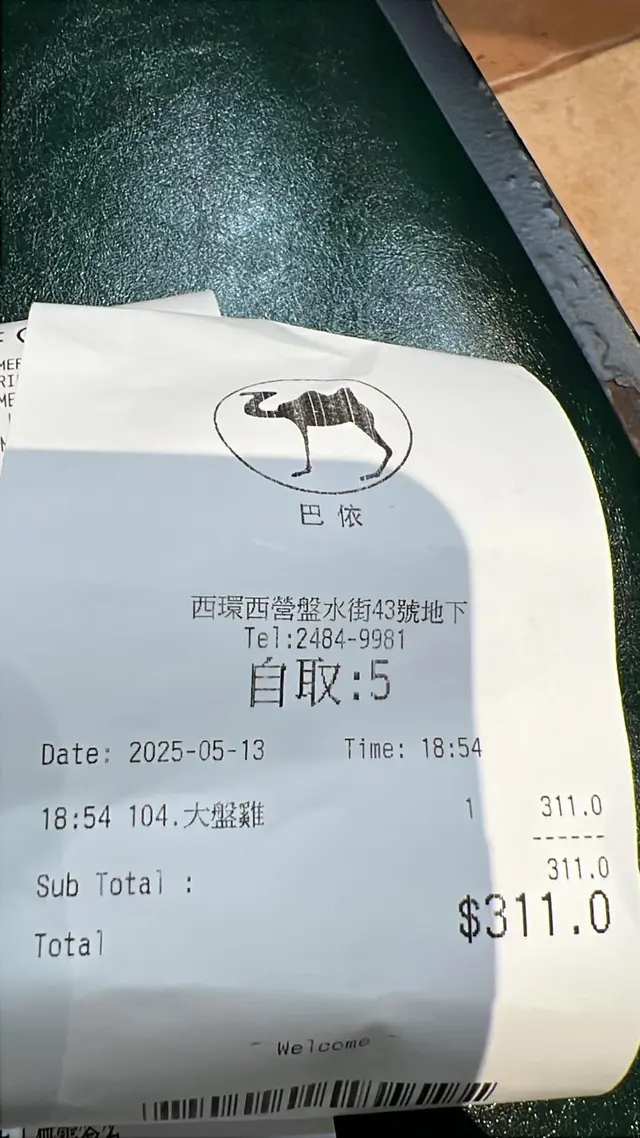 巴依
西環西營盤水街43號地下
Tel:2484-9981
自取:5
Date: 2025-05-13 Time: 18:54
18:54 104.大盤雞 1 311.0
------
Sub Total : 311.0
Total $311.0
- Welcome -